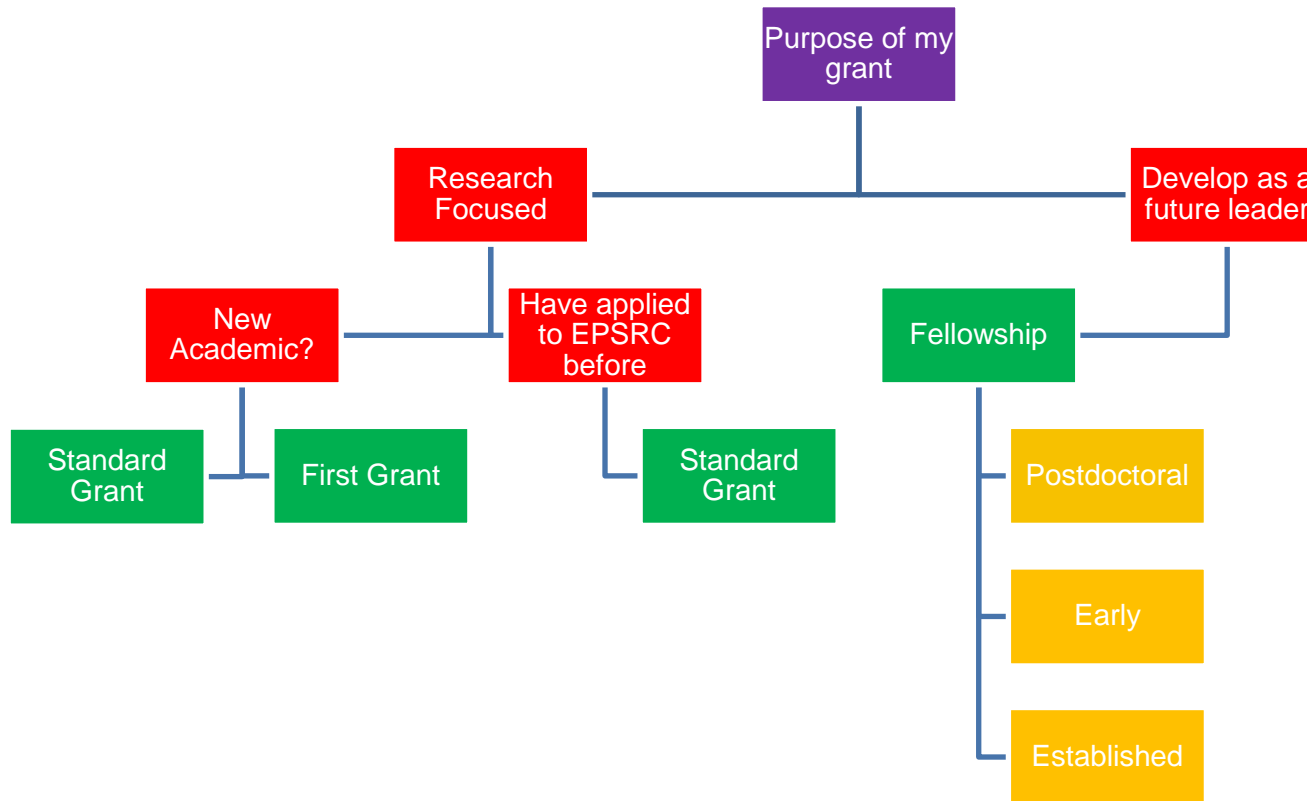 Purpose of my
grant
Research
Focused
Develop as a
future leader
New
Academic?
Have applied
to EPSRC
before
Fellowship
Standard
Grant
First Grant
Standard
Grant
Postdoctoral
Early
Established